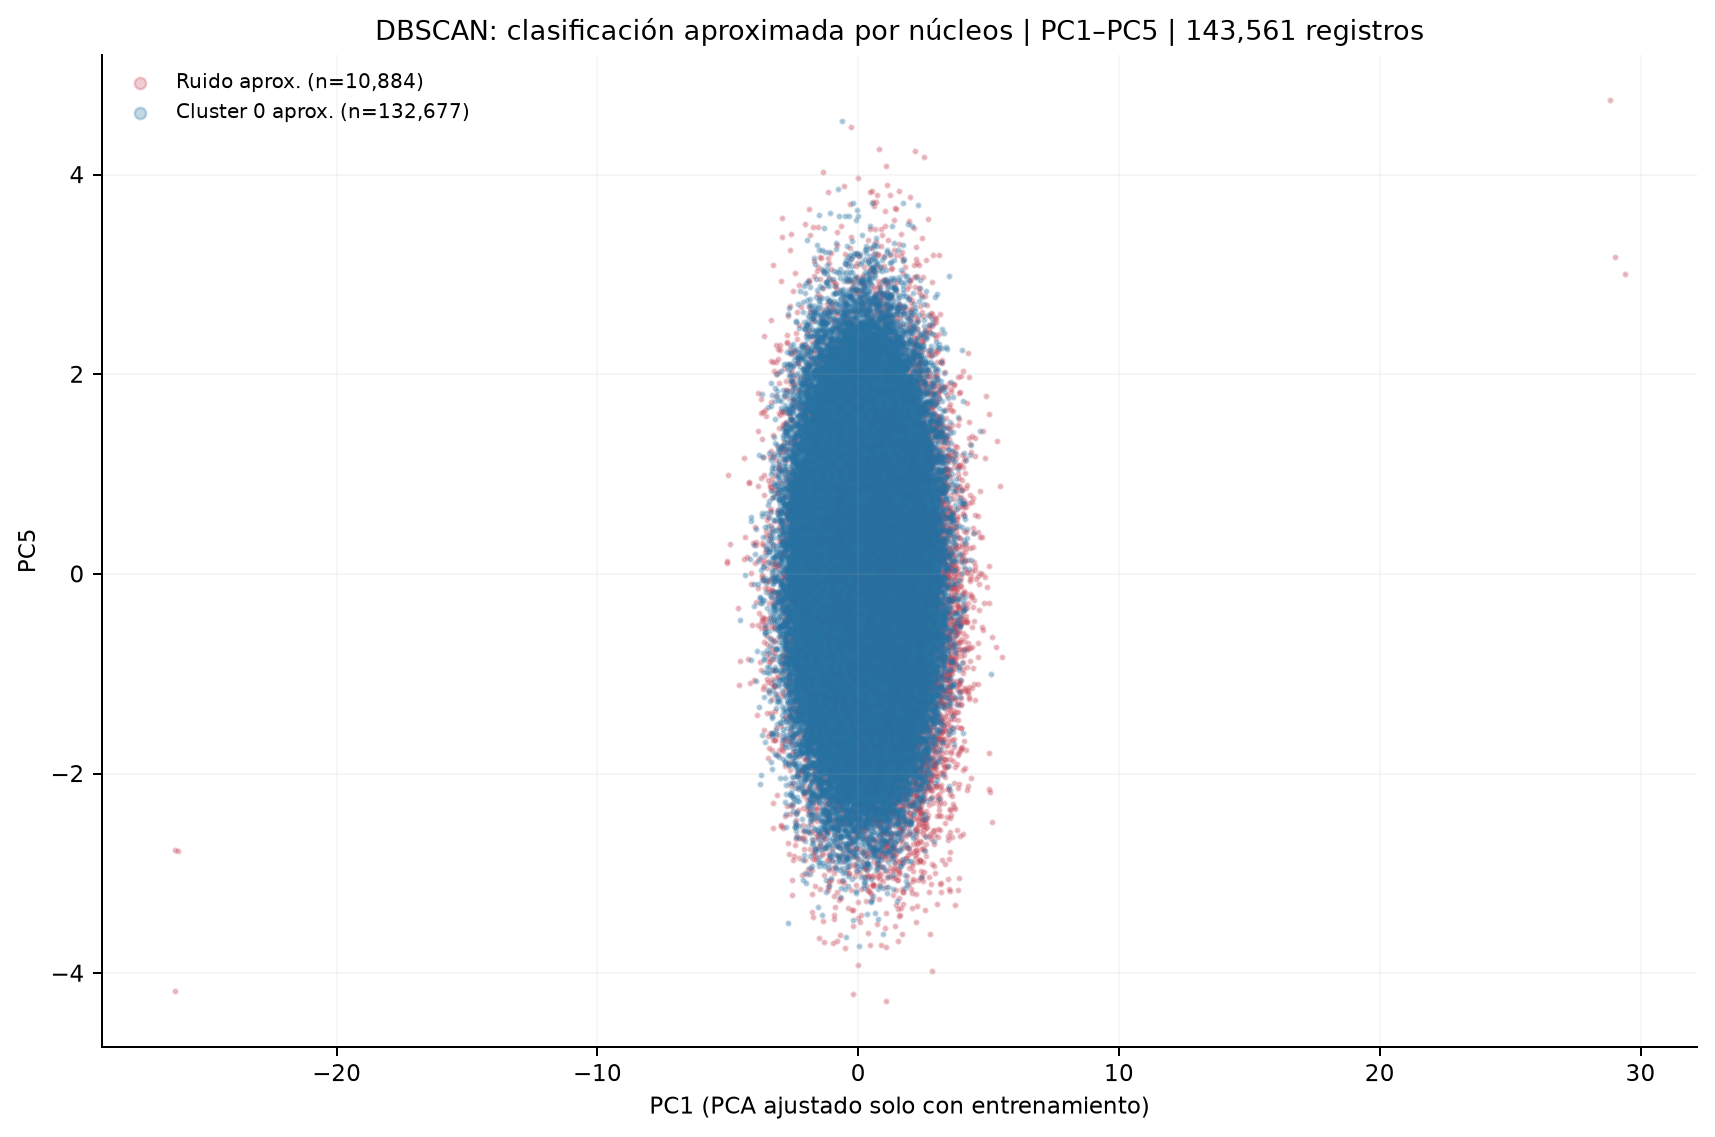 DBSCAN: clasificación aproximada por núcleos | PC1–PC5 | 143,561 registros
Ruido aprox. (n=10,884)
Cluster 0 aprox. (n=132,677)
4
2
0
−2
−4
PC5
−20
−10
0
10
20
30
PC1 (PCA ajustado solo con entrenamiento)